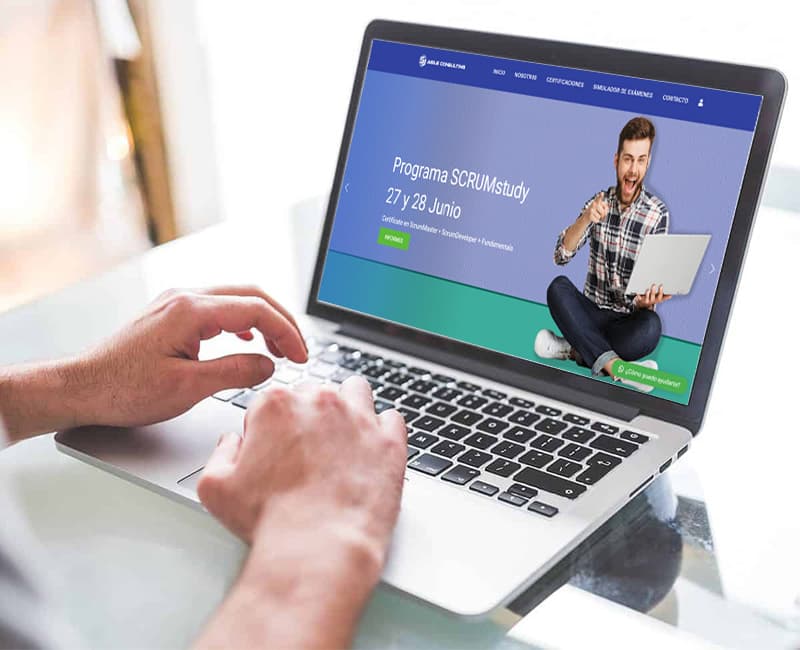 AGILE CONSULTING
INICIO NOSOTROS CERTIFICACIONES SIMULADOR DE EXÁMENES CONTACTO
Programa SCRUMstudy
27 y 28 Junio
Certifícate en ScrumMaster + ScrumDeveloper + Fundamentals
INFORMES
¿Cómo puedo ayudarte?